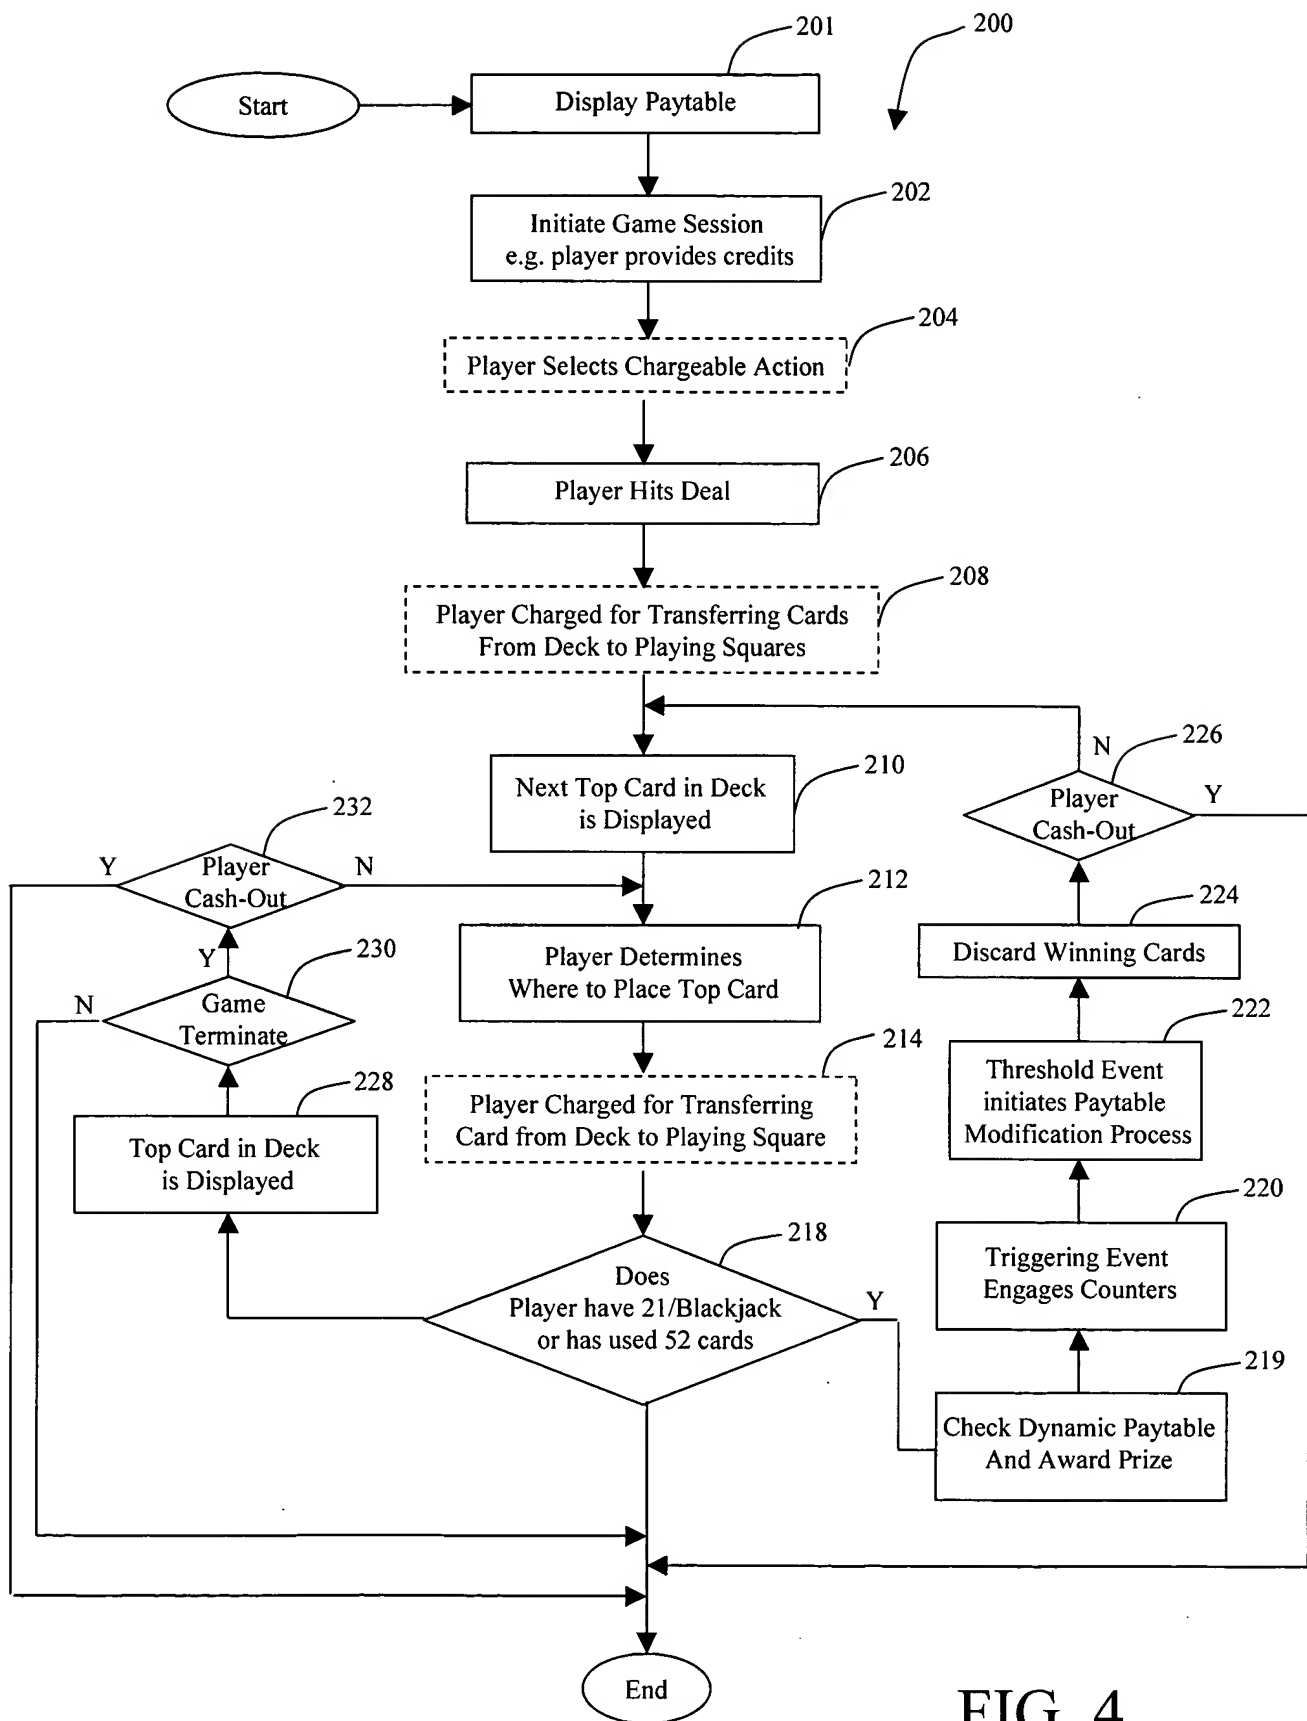 201
200
Start
Display Paytable
202
Initiate Game Session
e.g. player provides credits
204
Player Selects Chargeable Action
206
Player Hits Deal
208
Player Charged for Transferring Cards
From Deck to Playing Squares
N
226
210
Next Top Card in Deck
is Displayed
Player
Cash-Out
Y
232
Y
Player
Cash-Out
N
212
224
Player Determines
Where to Place Top Card
Discard Winning Cards
Y
230
N
Game
Terminate
222
214
Threshold Event
initiates Paytable
Modification Process
228
Player Charged for Transferring
Card from Deck to Playing Square
Top Card in Deck
is Displayed
220
218
Triggering Event
Engages Counters
Does
Player have 21/Blackjack
or has used 52 cards
Y
219
Check Dynamic Paytable
And Award Prize
End
FIG. 4